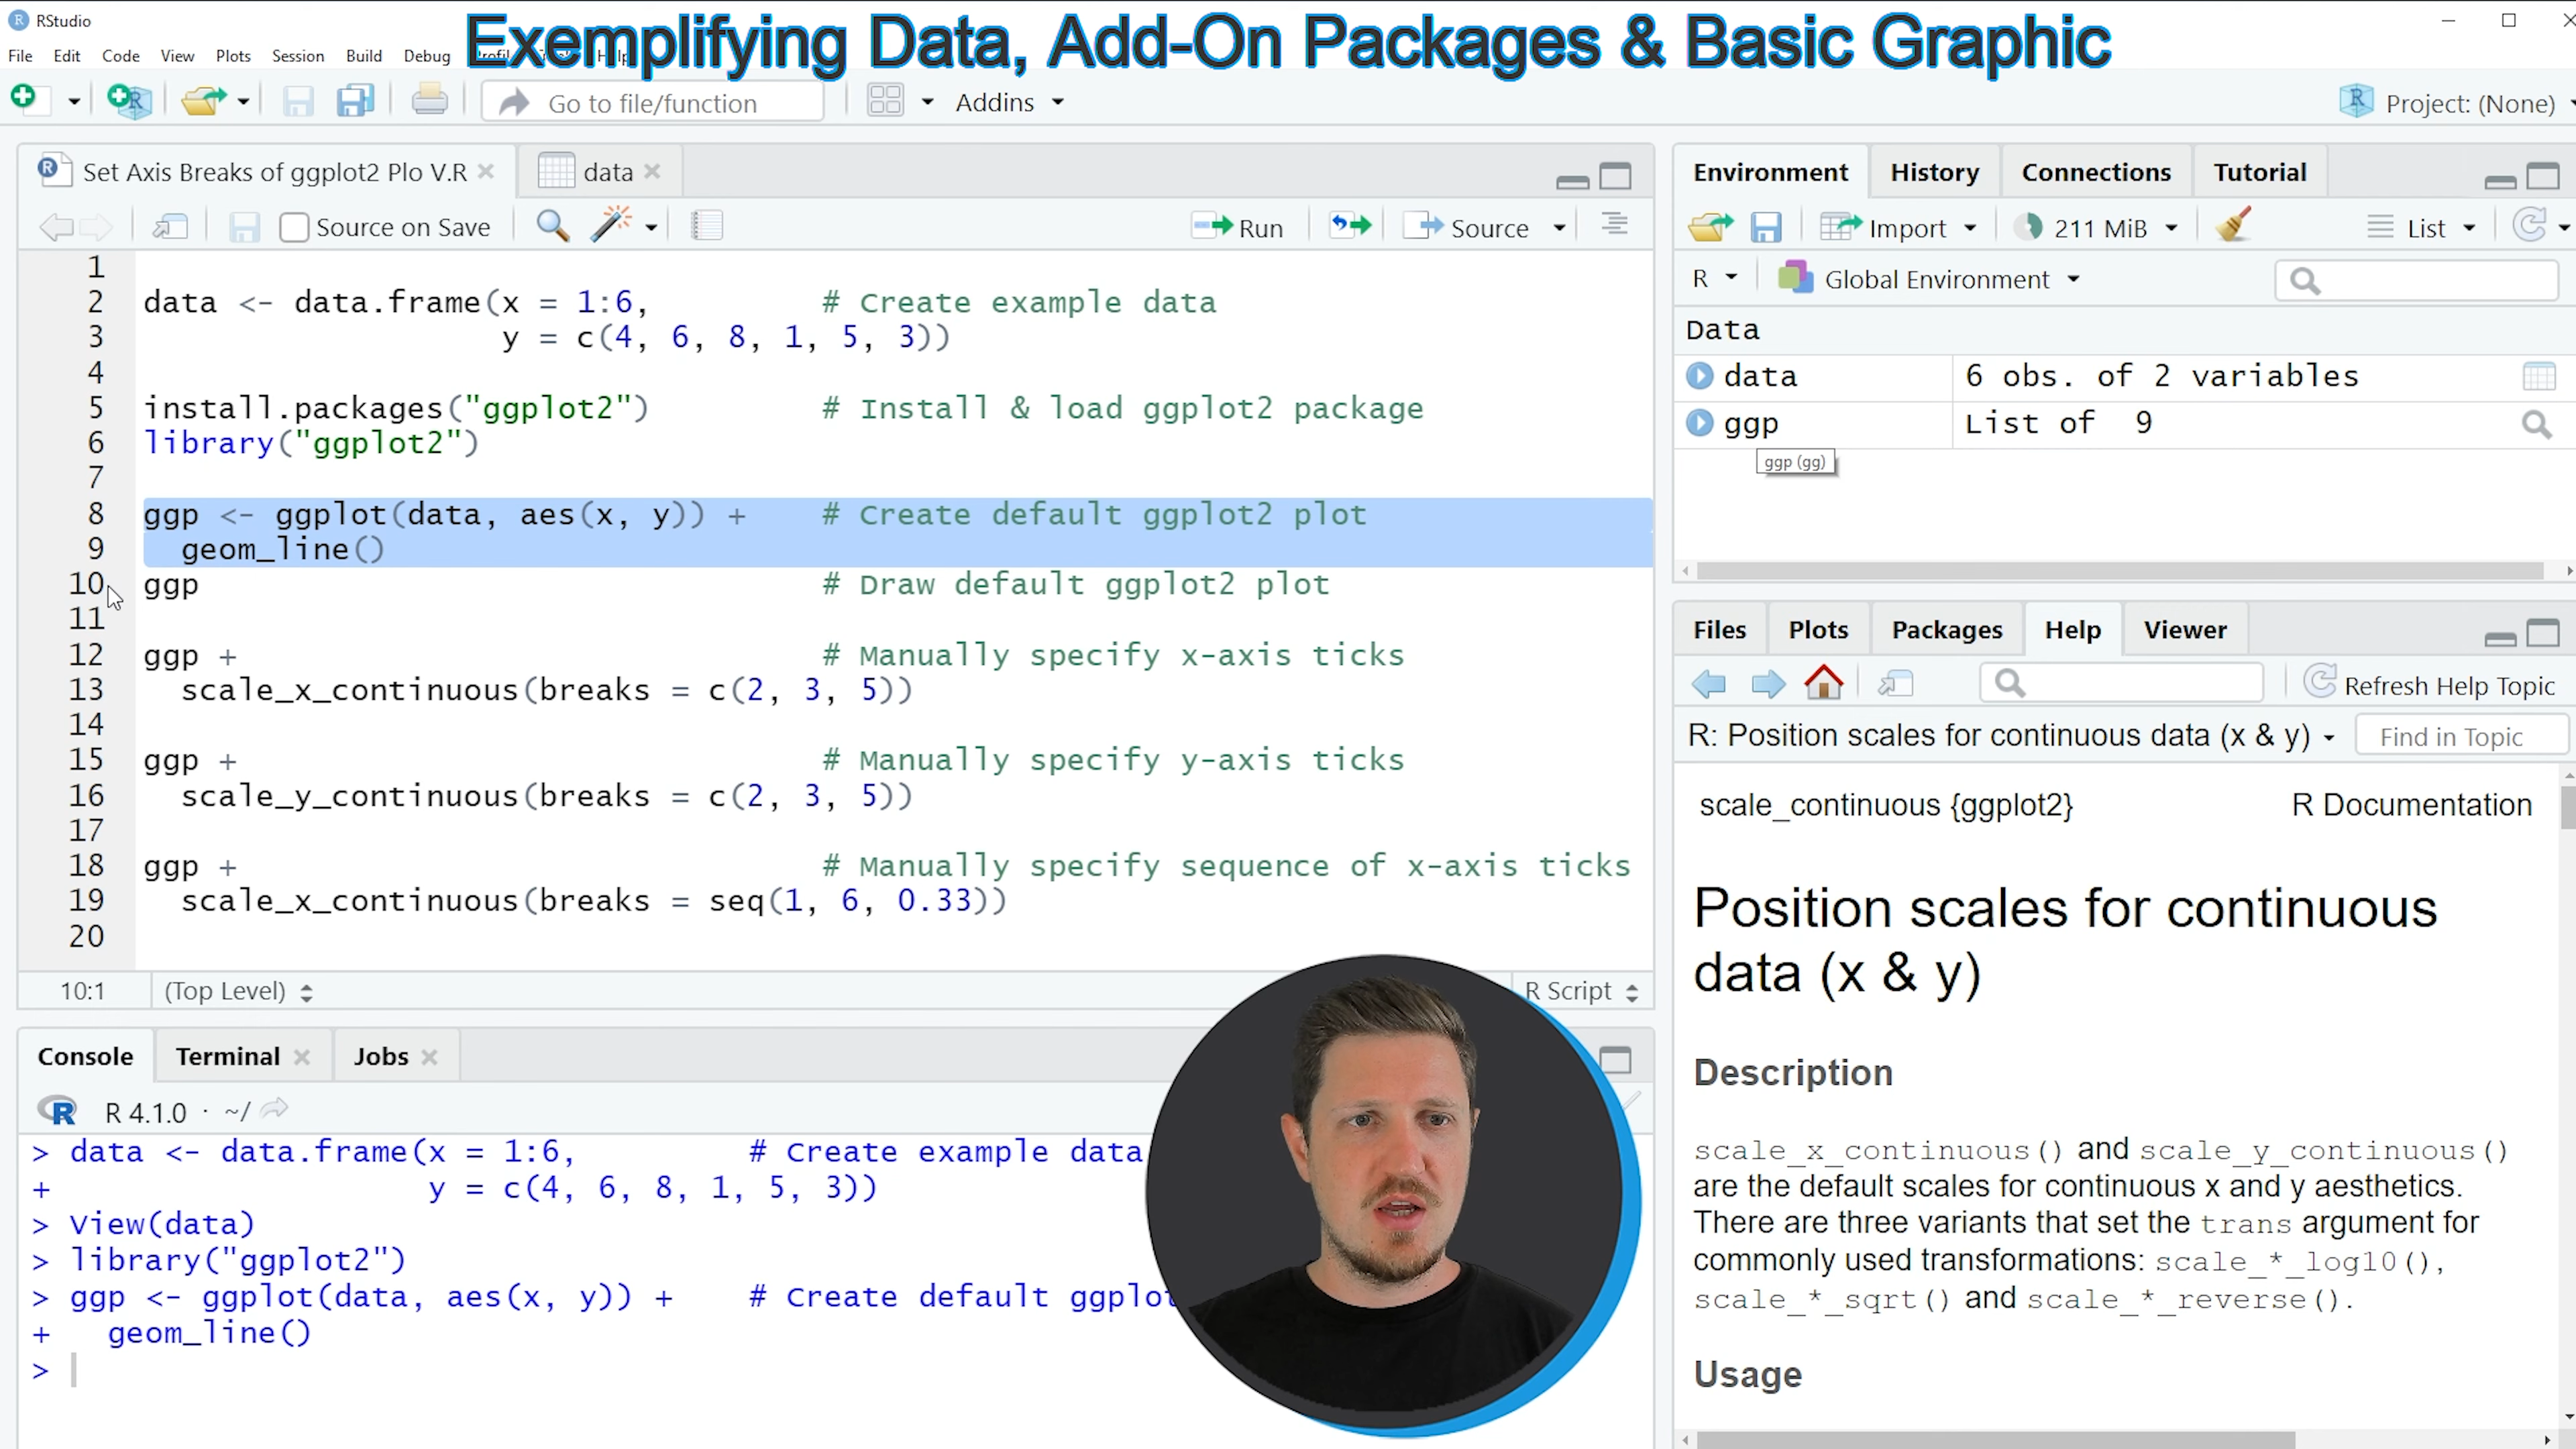 RStudio
Exemplifying Data, Add-On Packages & Basic Graphic
File Edit Code View Plots Session Build Debug
Go to file/function
Addins
Project: (None)
Set Axis Breaks of ggplot2 Plo V.R
data
Source on Save
Run
Source
1
2 data <- data.frame(x = 1:6, # Create example data
3 y = c(4, 6, 8, 1, 5, 3))
4
5 install.packages("ggplot2") # Install & load ggplot2 package
6 library("ggplot2")
7
8 ggp <- ggplot(data, aes(x, y)) + # Create default ggplot2 plot
9 geom_line()
10 ggp # Draw default ggplot2 plot
11
12 ggp + # Manually specify x-axis ticks
13 scale_x_continuous(breaks = c(2, 3, 5))
14
15 ggp + # Manually specify y-axis ticks
16 scale_y_continuous(breaks = c(2, 3, 5))
17
18 ggp + # Manually specify sequence of x-axis ticks
19 scale_x_continuous(breaks = seq(1, 6, 0.33))
20
10:1 (Top Level) R Script
Console Terminal Jobs
R 4.1.0 · ~/
> data <- data.frame(x = 1:6, # Create example data
+ y = c(4, 6, 8, 1, 5, 3))
> View(data)
> library("ggplot2")
> ggp <- ggplot(data, aes(x, y)) + # Create default ggplot
+ geom_line()
>
Environment History Connections Tutorial
Import 211 MiB List
R Global Environment
Data
data 6 obs. of 2 variables
ggp List of 9
ggp (gg)
Files Plots Packages Help Viewer
Refresh Help Topic
R: Position scales for continuous data (x & y) Find in Topic
scale_continuous {ggplot2} R Documentation
Position scales for continuous
data (x & y)
Description
scale_x_continuous() and scale_y_continuous()
are the default scales for continuous x and y aesthetics.
There are three variants that set the trans argument for
commonly used transformations: scale_*_log10(),
scale_*_sqrt() and scale_*_reverse().
Usage